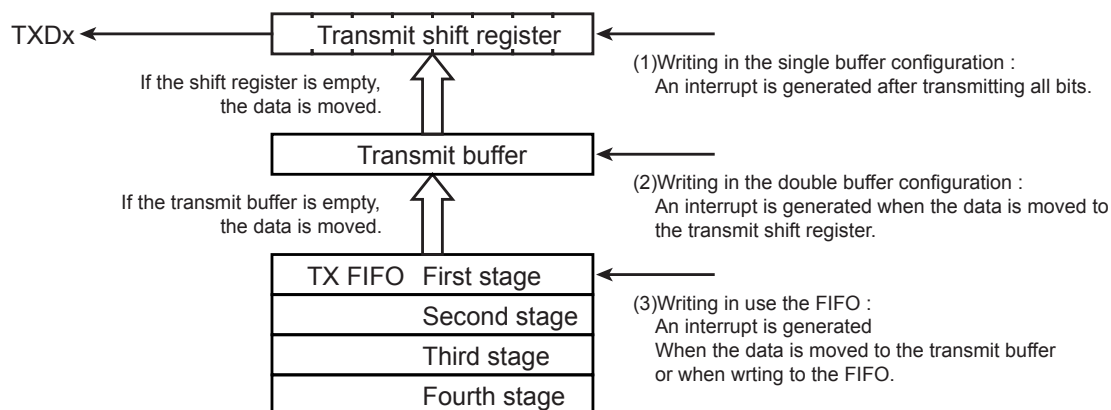 TXDx
Transmit shift register
(1)Writing in the single buffer configuration :
An interrupt is generated after transmitting all bits.
If the shift register is empty,
the data is moved.
Transmit buffer
(2)Writing in the double buffer configuration :
An interrupt is generated when the data is moved to
the transmit shift register.
If the transmit buffer is empty,
the data is moved.
TX FIFO First stage
Second stage
Third stage
Fourth stage
(3)Writing in use the FIFO :
An interrupt is generated
When the data is moved to the transmit buffer
or when wrting to the FIFO.